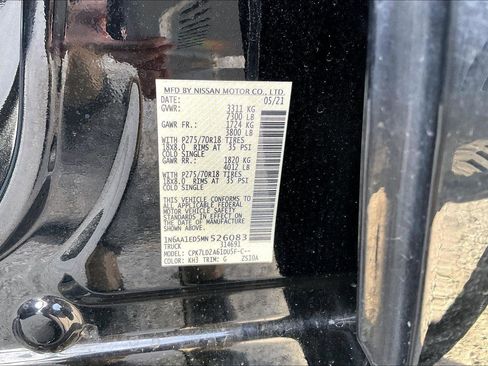 MFD BY NISSAN MOTOR CO., LTD.
DATE: 05/21
GVWR: 3311 KG
7300 LB
GAWR FR.: 1724 KG
3800 LB
WITH P275/70R18 TIRES
18X8.0 RIMS AT 35 PSI
COLD SINGLE
GAWR RR.: 1820 KG
4012 LB
WITH P275/70R18 TIRES
18X8.0 RIMS AT 35 PSI
COLD SINGLE
THIS VEHICLE CONFORMS TO
ALL APPLICABLE FEDERAL
MOTOR VEHICLE SAFETY
STANDARDS IN EFFECT ON
THE DATE OF MANUFACTURE
SHOWN ABOVE.
1N6AA1ED5MN526083
TRUCK 314691
MODEL: CPK7LDZA61DU5F-C--
COLOR: KH3 TRIM: G ZSIOA